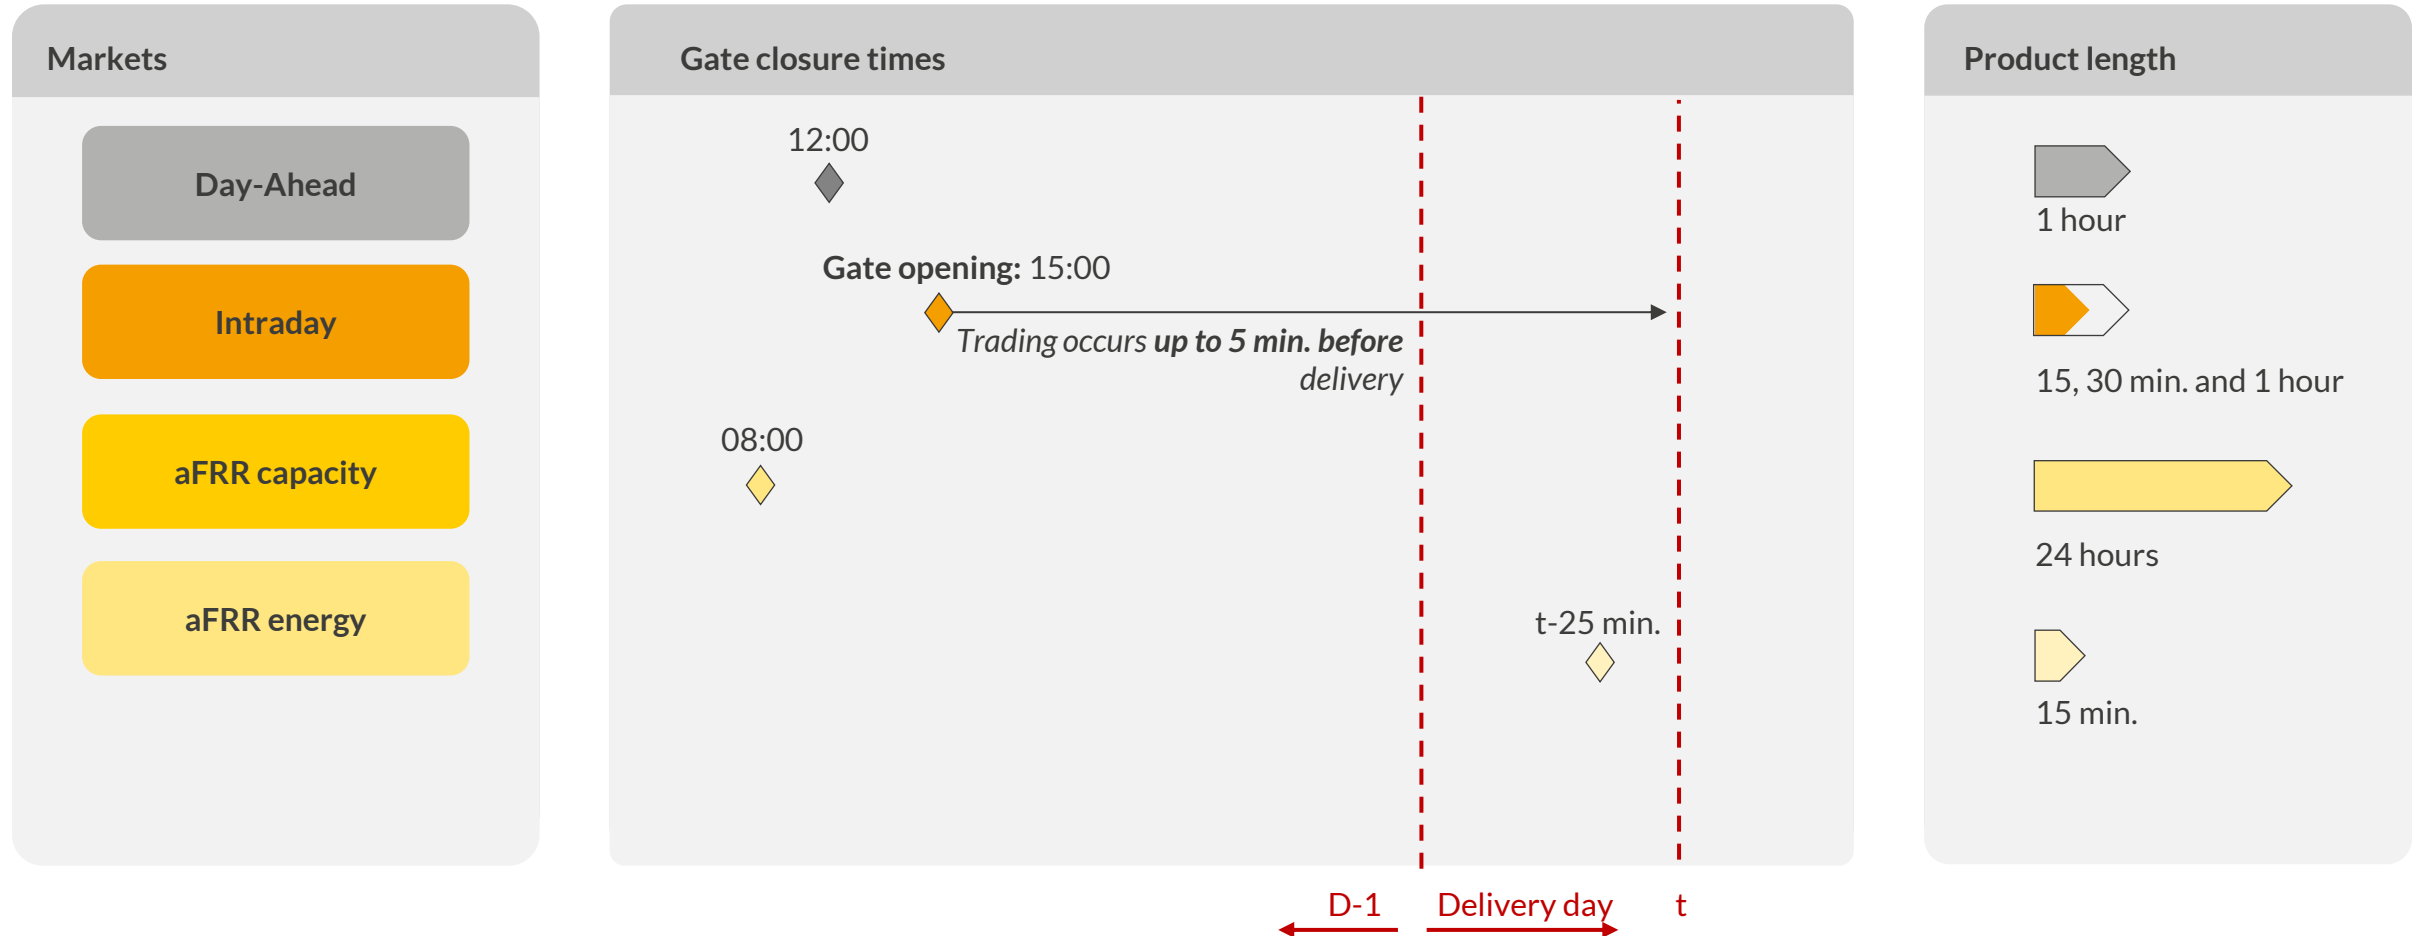 Markets
Day-Ahead
Intraday
aFRR capacity
aFRR energy
Gate closure times
12:00
Gate opening: 15:00
Trading occurs up to 5 min. before
delivery
08:00
t-25 min.
D-1
Delivery day
t
Product length
1 hour
15, 30 min. and 1 hour
24 hours
15 min.